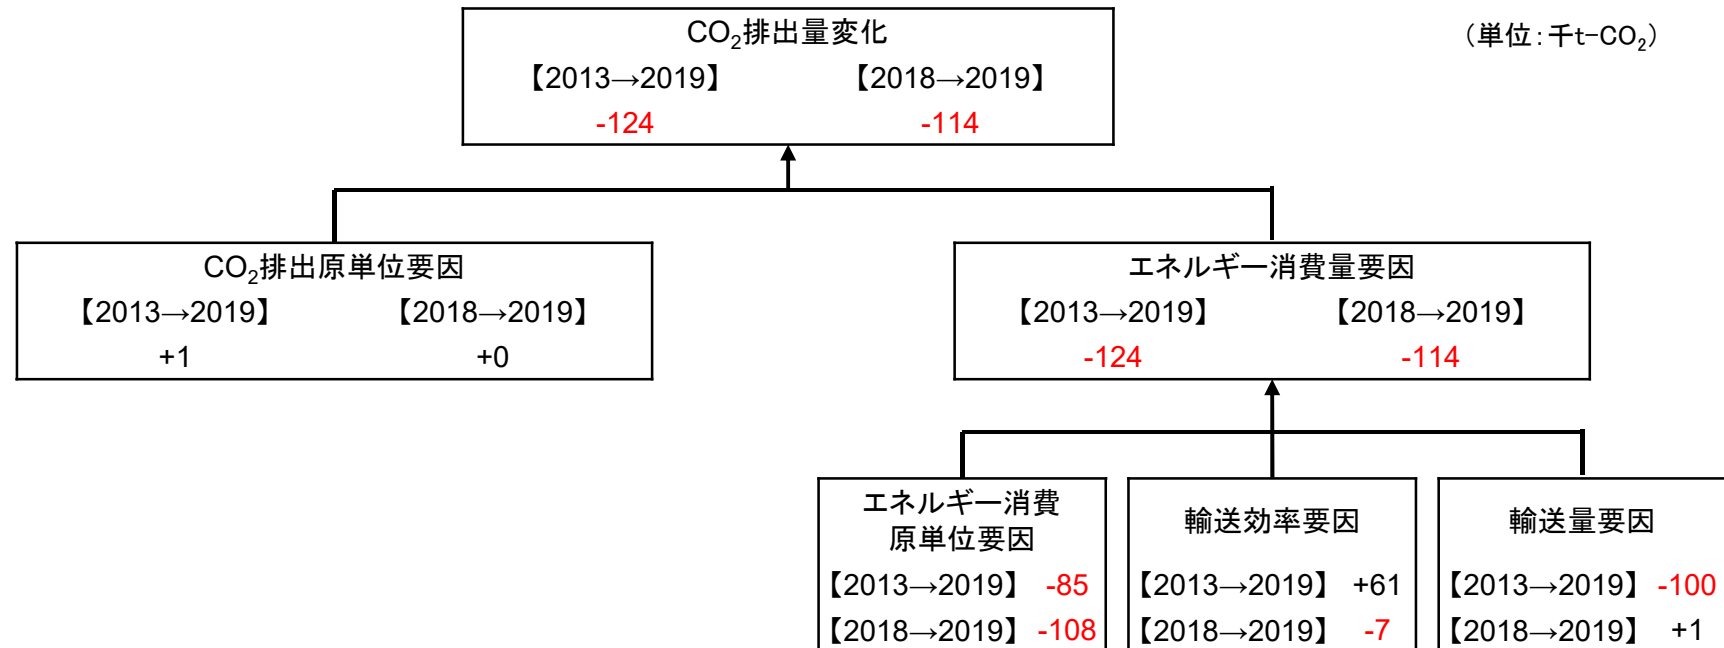 CO₂排出量変化
【2013→2019】 【2018→2019】
-124 -114
（単位：千t-CO₂）
CO₂排出原単位要因
【2013→2019】 【2018→2019】
+1 +0
エネルギー消費量要因
【2013→2019】 【2018→2019】
-124 -114
エネルギー消費
原単位要因
【2013→2019】 -85
【2018→2019】 -108
輸送効率要因
【2013→2019】 +61
【2018→2019】 -7
輸送量要因
【2013→2019】 -100
【2018→2019】 +1